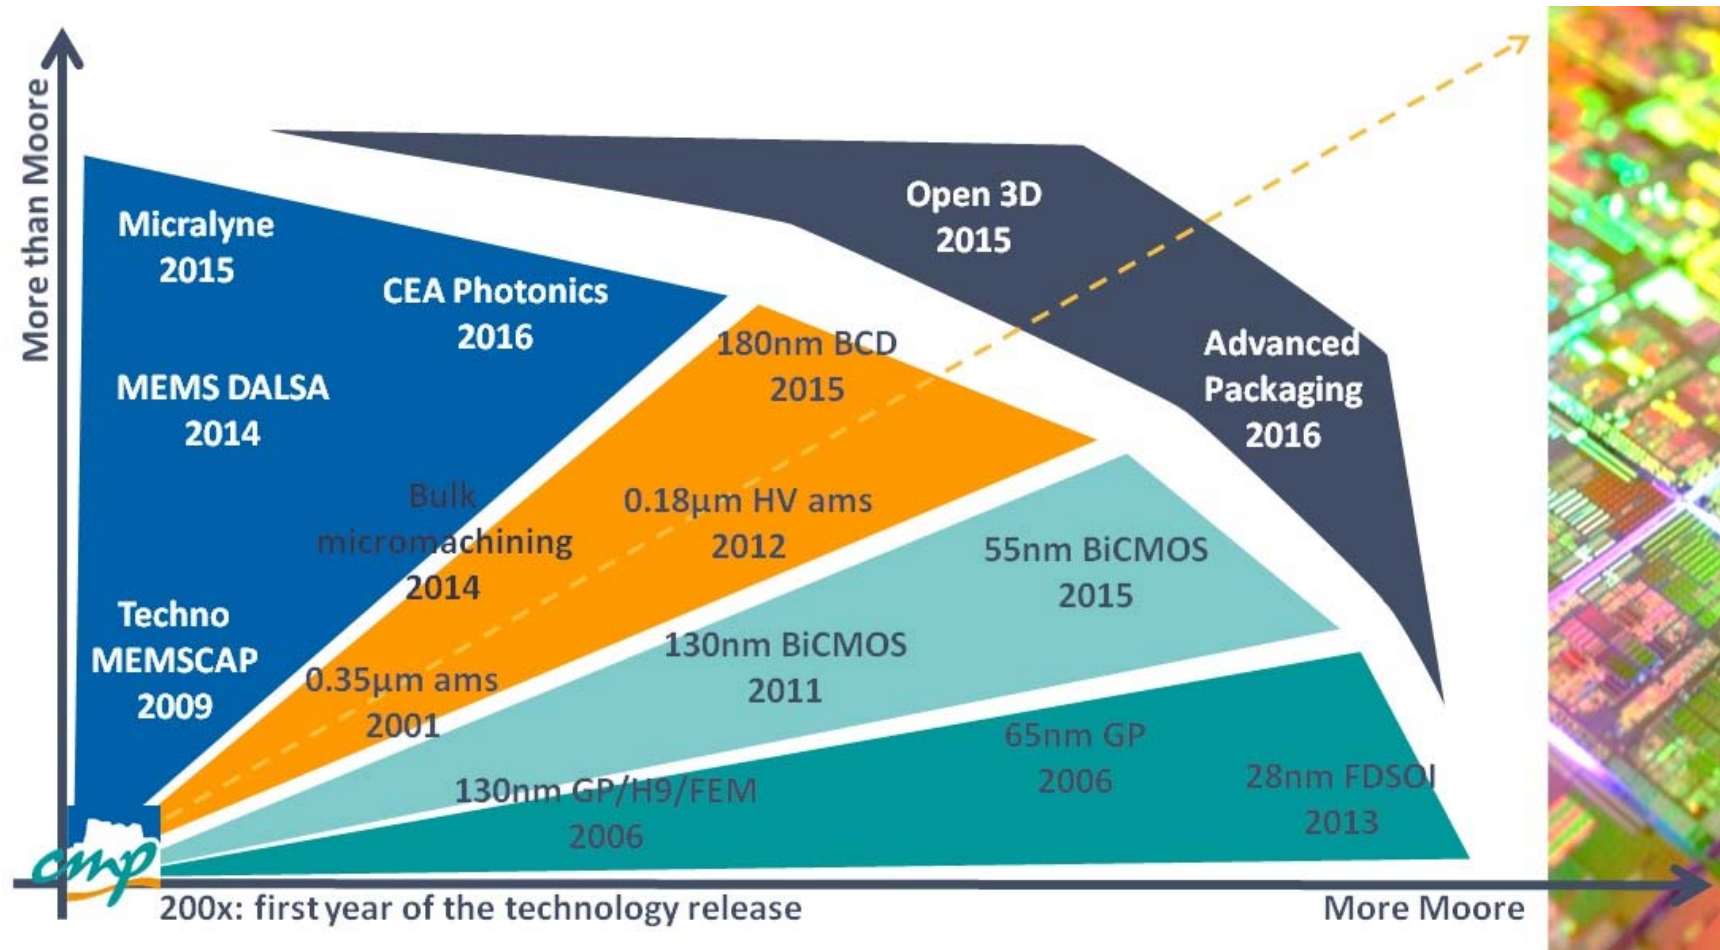 More than Moore
Micralyne
2015
CEA Photonics
2016
MEMS DALSA
2014
Bulk
micromachining
2014
Techno
MEMSCAP
2009
Open 3D
2015
Advanced
Packaging
2016
180nm BCD
2015
0.18μm HV ams
2012
0.35μm ams
2001
55nm BiCMOS
2015
130nm BiCMOS
2011
130nm GP/H9/FEM
2006
65nm GP
2006
28nm FDSOI
2013
cmp
200x: first year of the technology release
More Moore